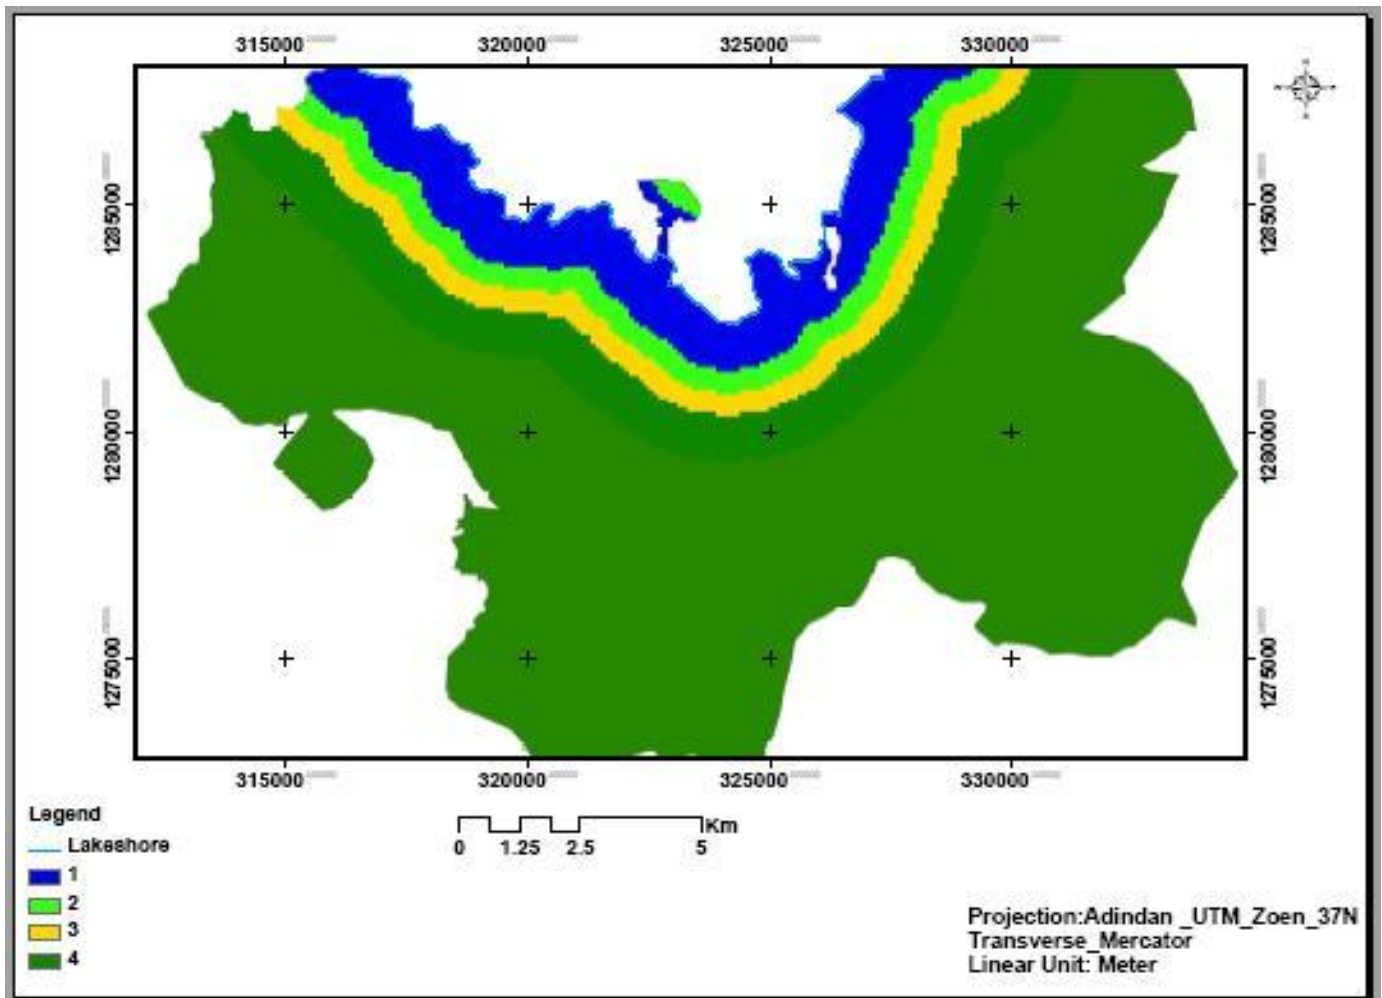 315000 320000 325000 330000
1285000 1285000
1280000 1280000
1275000 1275000
315000 320000 325000 330000
Legend
Lakeshore
1
2
3
4
Km
0 1.25 2.5 5
Projection:Adindan _UTM_Zoen_37N
Transverse_Mercator
Linear Unit: Meter